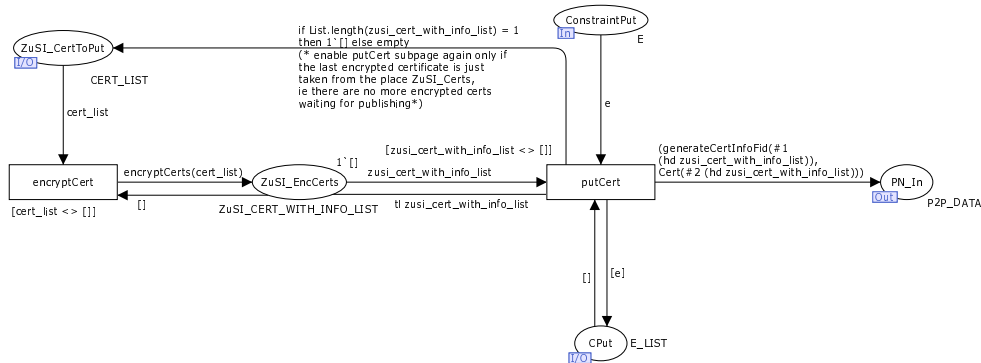 if List.length(zusi_cert_with_info_list) = 1
then 1`[] else empty
(* enable putCert subpage again only if
the last encrypted certificate is just
taken from the place ZuSI_Certs,
ie there are no more encrypted certs
waiting for publishing*)
ConstraintPut
In
E
ZuSI_CertToPut
I/O
CERT_LIST
cert_list
e
[zusi_cert_with_info_list <> []]
(generateCertInfoFid(#1
(hd zusi_cert_with_info_list)),
Cert(#2 (hd zusi_cert_with_info_list)))
1`[]
encryptCert
encryptCerts(cert_list)
ZuSI_EncCerts
zusi_cert_with_info_list
putCert
PN_In
Out
P2P_DATA
[cert_list <> []]
[]
ZuSI_CERT_WITH_INFO_LIST
tl zusi_cert_with_info_list
[]
[e]
CPut
I/O
E_LIST